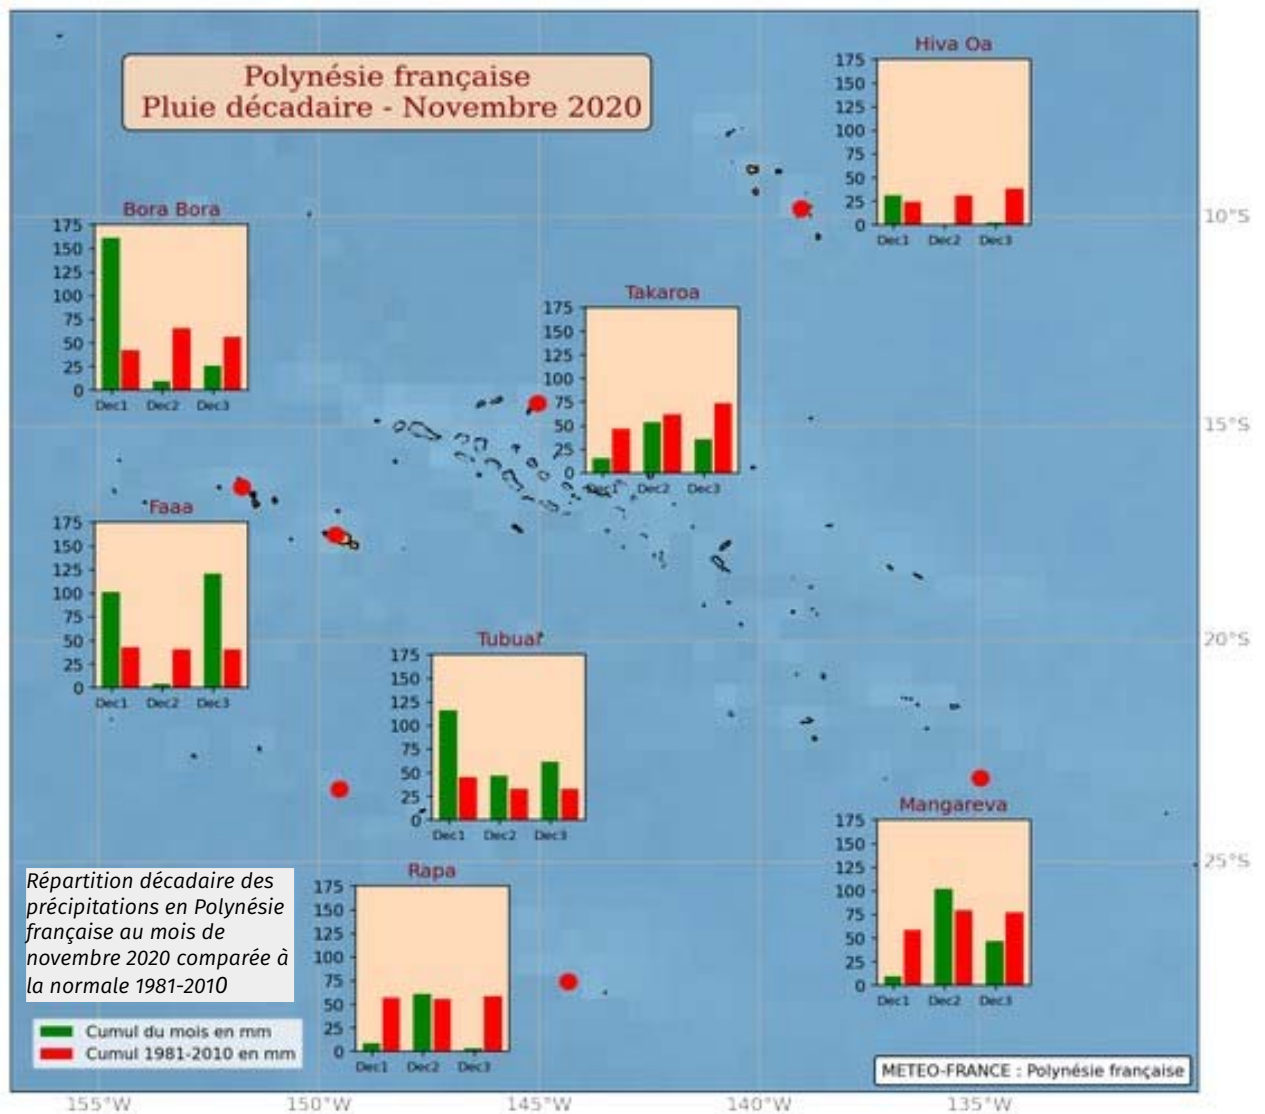 Polynésie française
Pluie décadaire - Novembre 2020
Hiva Oa
175
150
125
100
75
50
25
0
Dec1 Dec2 Dec3
10°S
Bora Bora
175
150
125
100
75
50
25
0
Dec1 Dec2 Dec3
Takaroa
175
150
125
100
75
50
25
0
Dec1 Dec2 Dec3
15°S
Faaa
175
150
125
100
75
50
25
0
Dec1 Dec2 Dec3
20°S
Tubuai
175
150
125
100
75
50
25
0
Dec1 Dec2 Dec3
Mangareva
175
150
125
100
75
50
25
0
Dec1 Dec2 Dec3
25°S
Rapa
175
150
125
100
75
50
25
0
Dec1 Dec2 Dec3
Répartition décadaire des
précipitations en Polynésie
française au mois de
novembre 2020 comparée à
la normale 1981-2010
Cumul du mois en mm
Cumul 1981-2010 en mm
METEO-FRANCE : Polynésie française
155°W 150°W 145°W 140°W 135°W